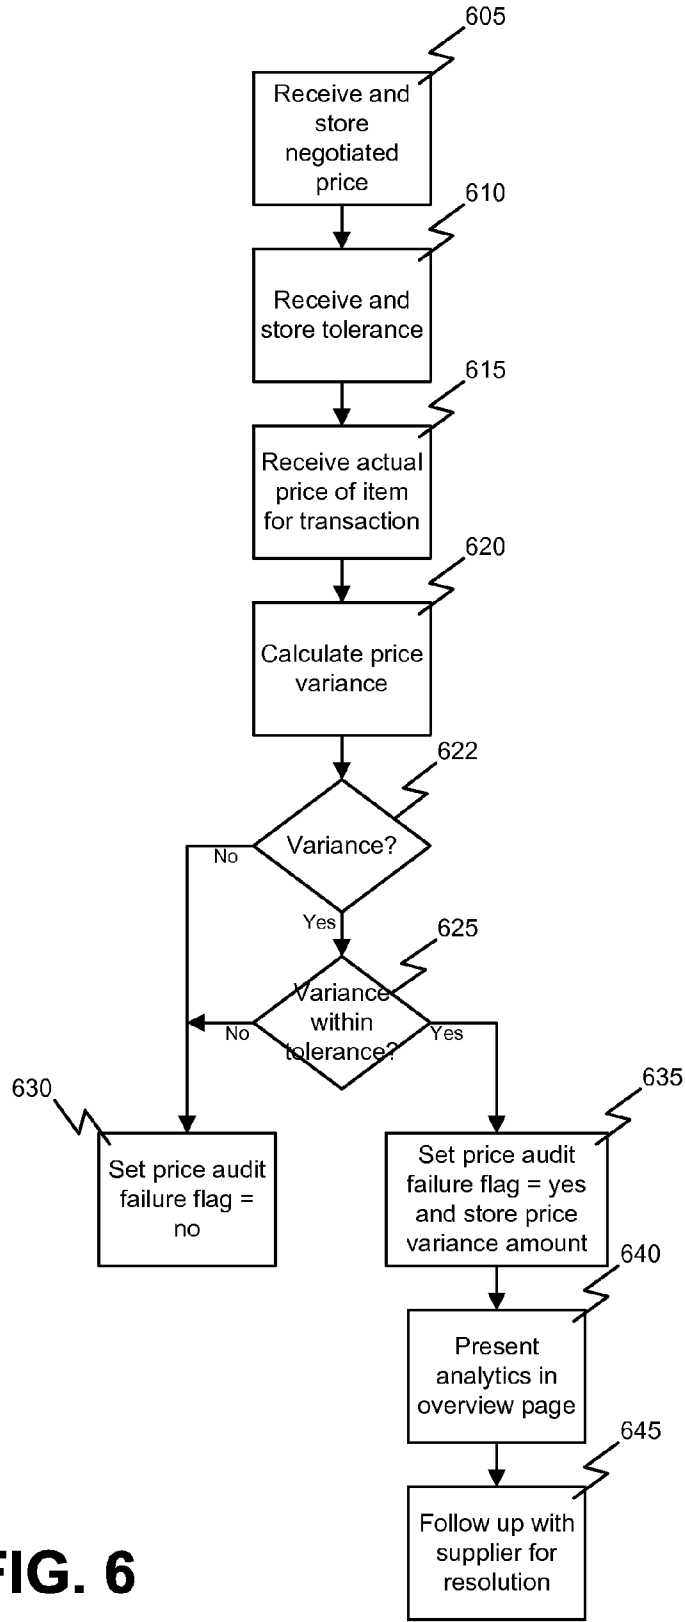 605
Receive and
store
negotiated
price
610
Receive and
store tolerance
615
Receive actual
price of item
for transaction
620
Calculate price
variance
622
Variance?
No
Yes
625
Variance
within
tolerance?
No
Yes
630
Set price audit
failure flag =
no
635
Set price audit
failure flag = yes
and store price
variance amount
640
Present
analytics in
overview page
645
Follow up with
supplier for
resolution
FIG. 6